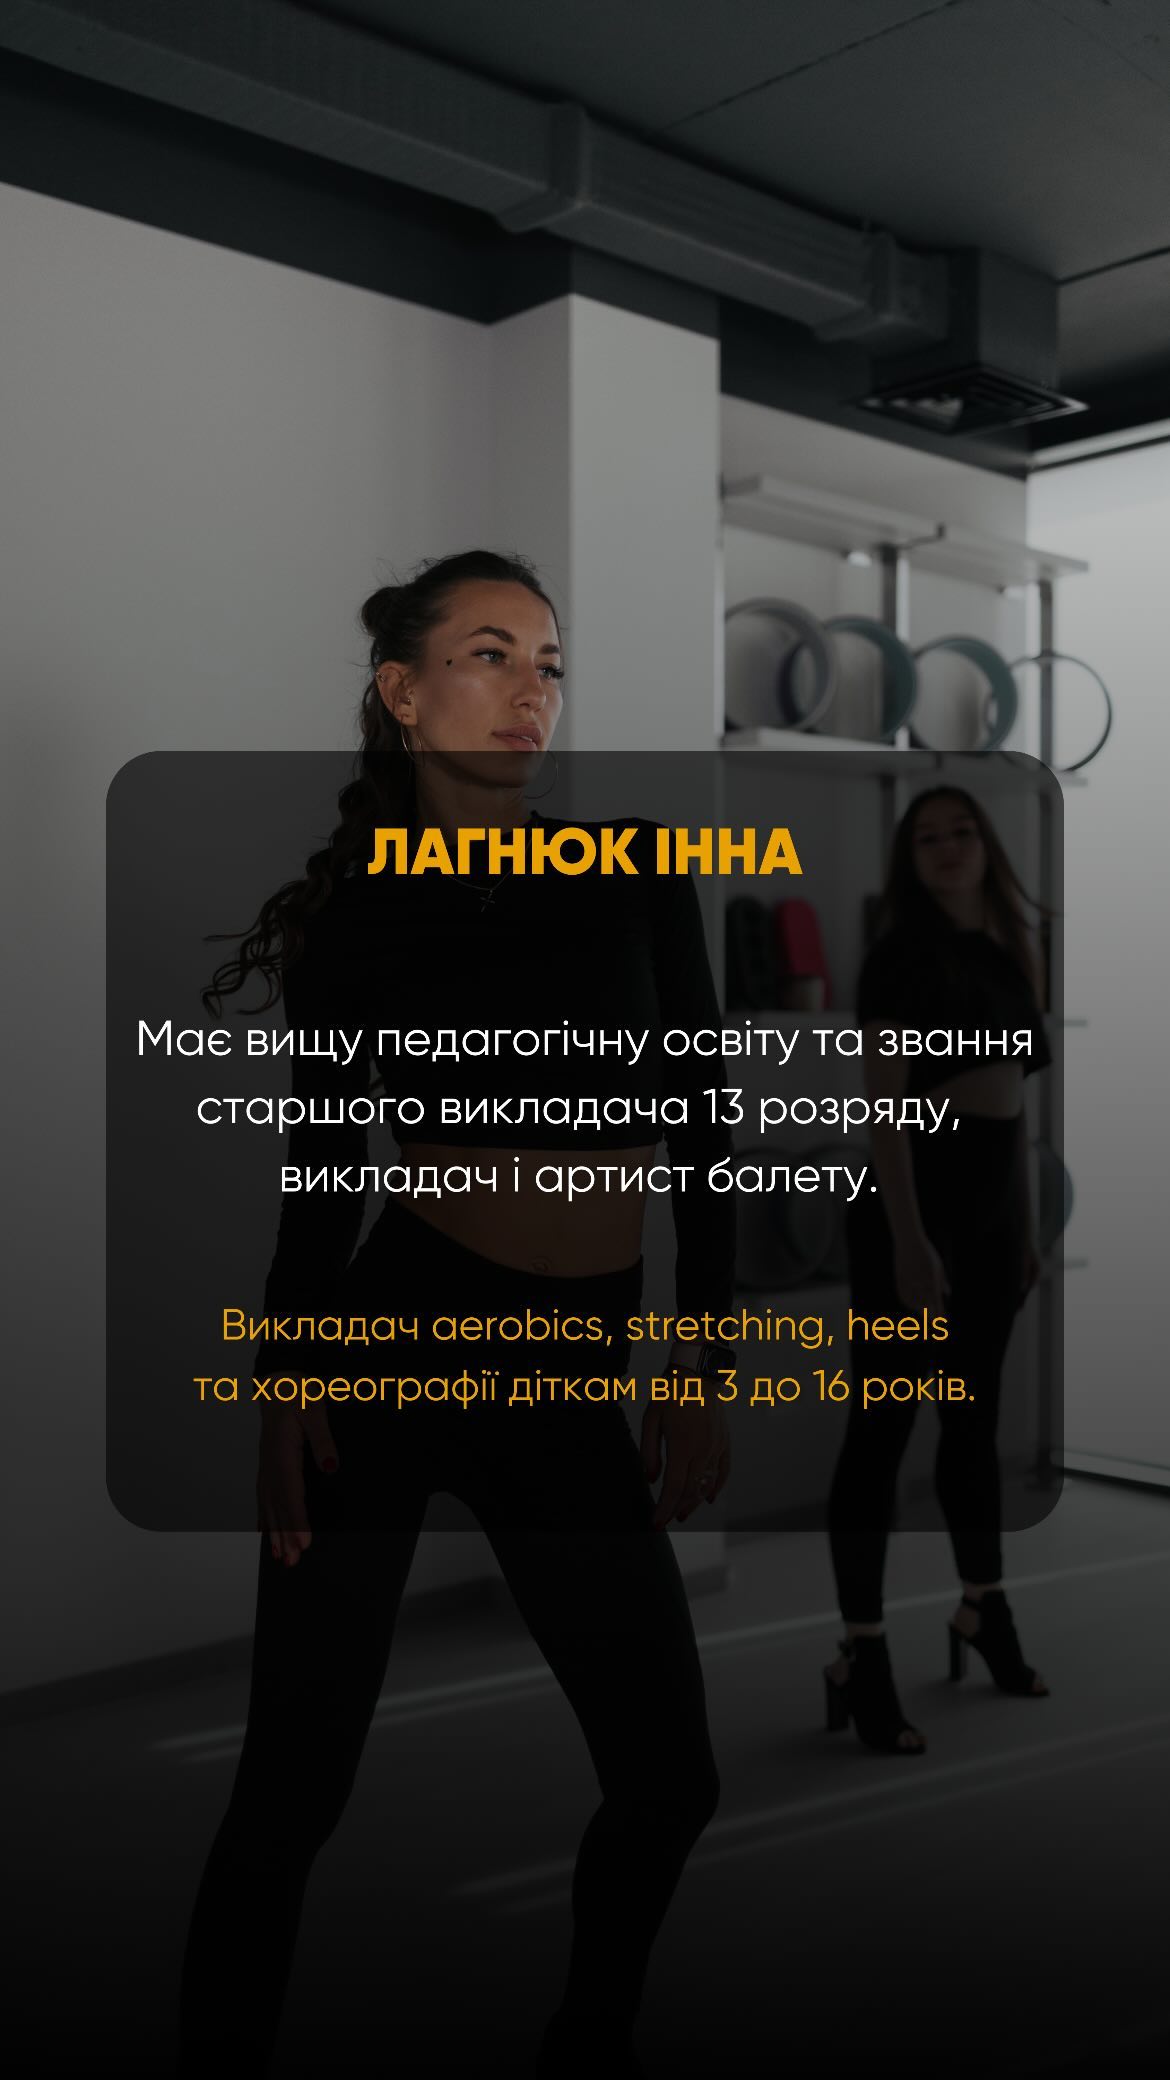 ЛАГНЮК ІННА
Має вищу педагогічну освіту та звання
старшого викладача 13 розряду,
викладач і артист балету.
Викладач aerobics, stretching, heels
та хореографії діткам від 3 до 16 років.